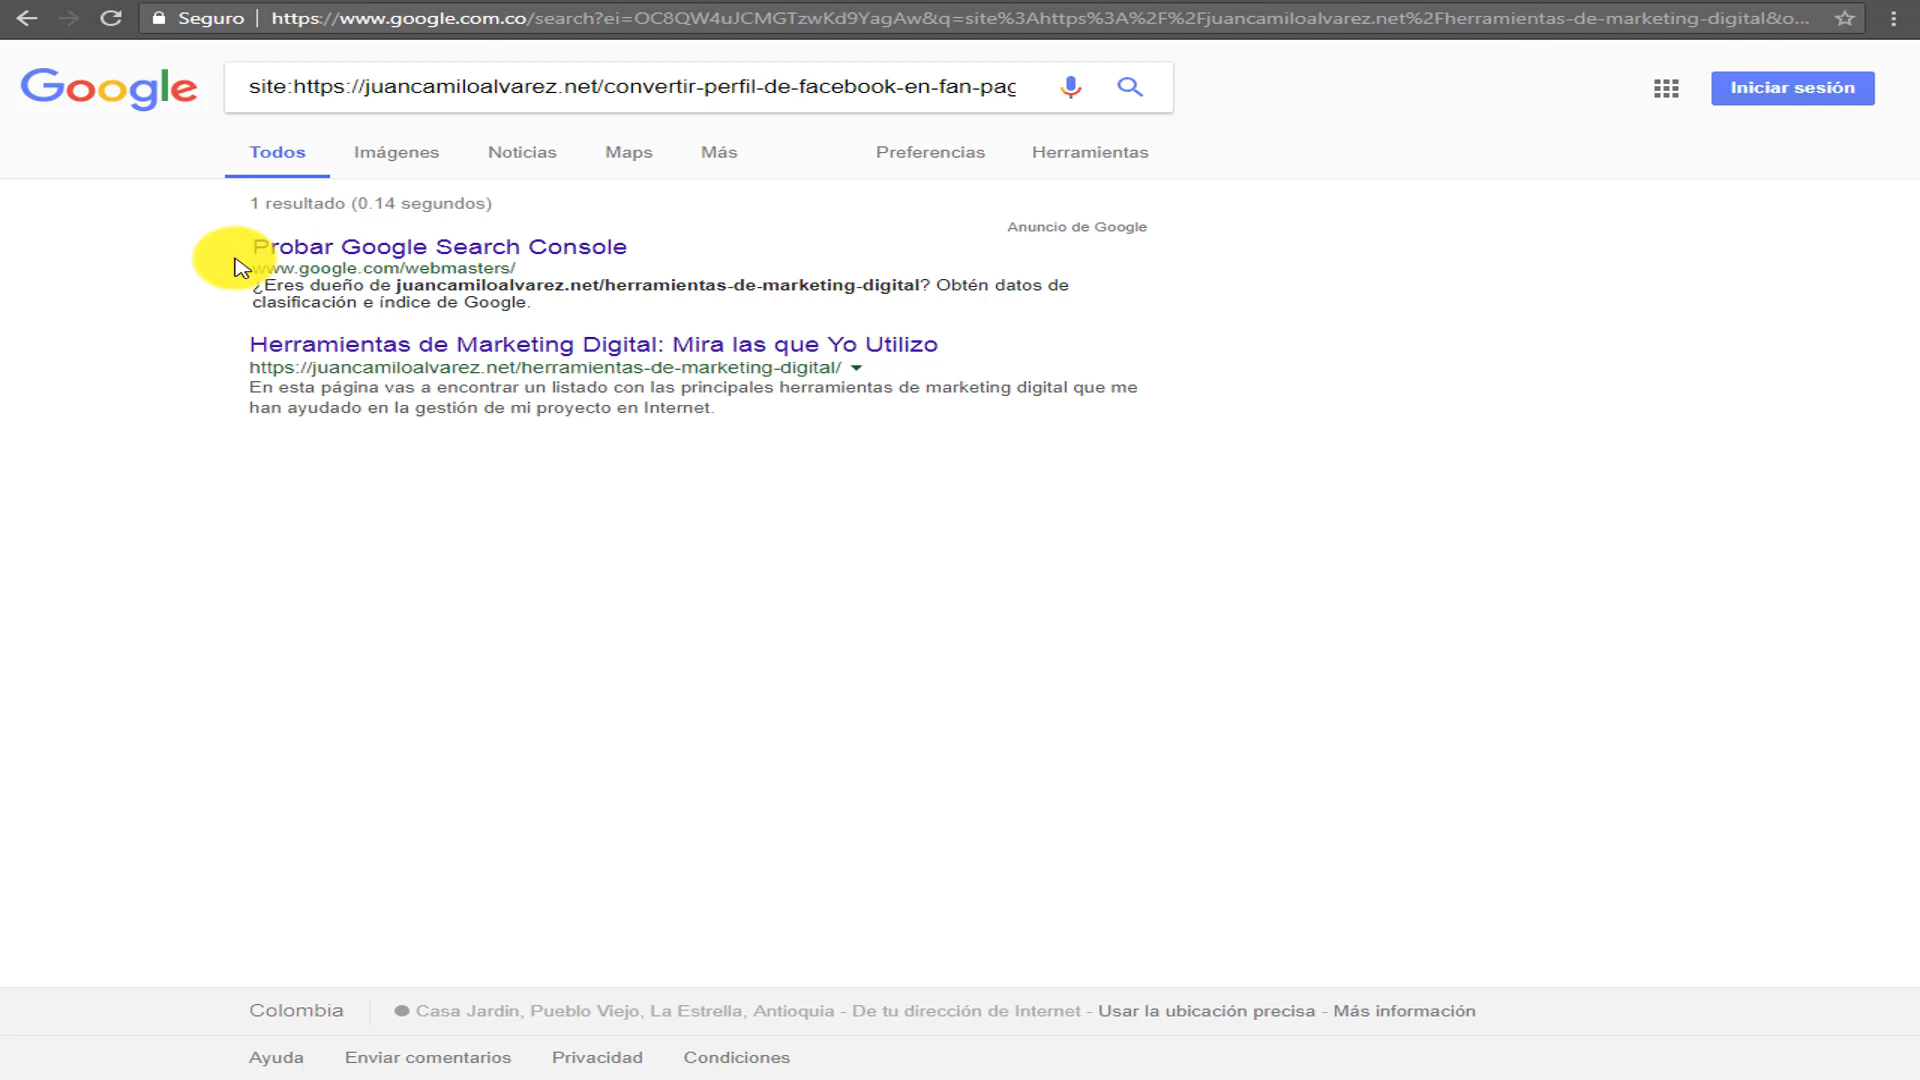 Seguro | https://www.google.com.co/search?ei=OC8QW4uJCMGTzwKd9YagAw&q=site%3Ahttps%3A%2F%2Fjuancamiloalvarez.net%2Fherramientas-de-marketing-digital&o...
Google
site:https://juancamiloalvarez.net/convertir-perfil-de-facebook-en-fan-pag
Iniciar sesión
Todos Imágenes Noticias Maps Más Preferencias Herramientas
1 resultado (0.14 segundos)
Anuncio de Google
Probar Google Search Console
www.google.com/webmasters/
¿Eres dueño de juancamiloalvarez.net/herramientas-de-marketing-digital? Obtén datos de
clasificación e índice de Google.
Herramientas de Marketing Digital: Mira las que Yo Utilizo
https://juancamiloalvarez.net/herramientas-de-marketing-digital/
En esta página vas a encontrar un listado con las principales herramientas de marketing digital que me
han ayudado en la gestión de mi proyecto en Internet.
Colombia
Casa Jardin, Pueblo Viejo, La Estrella, Antioquia - De tu dirección de Internet - Usar la ubicación precisa - Más información
Ayuda Enviar comentarios Privacidad Condiciones